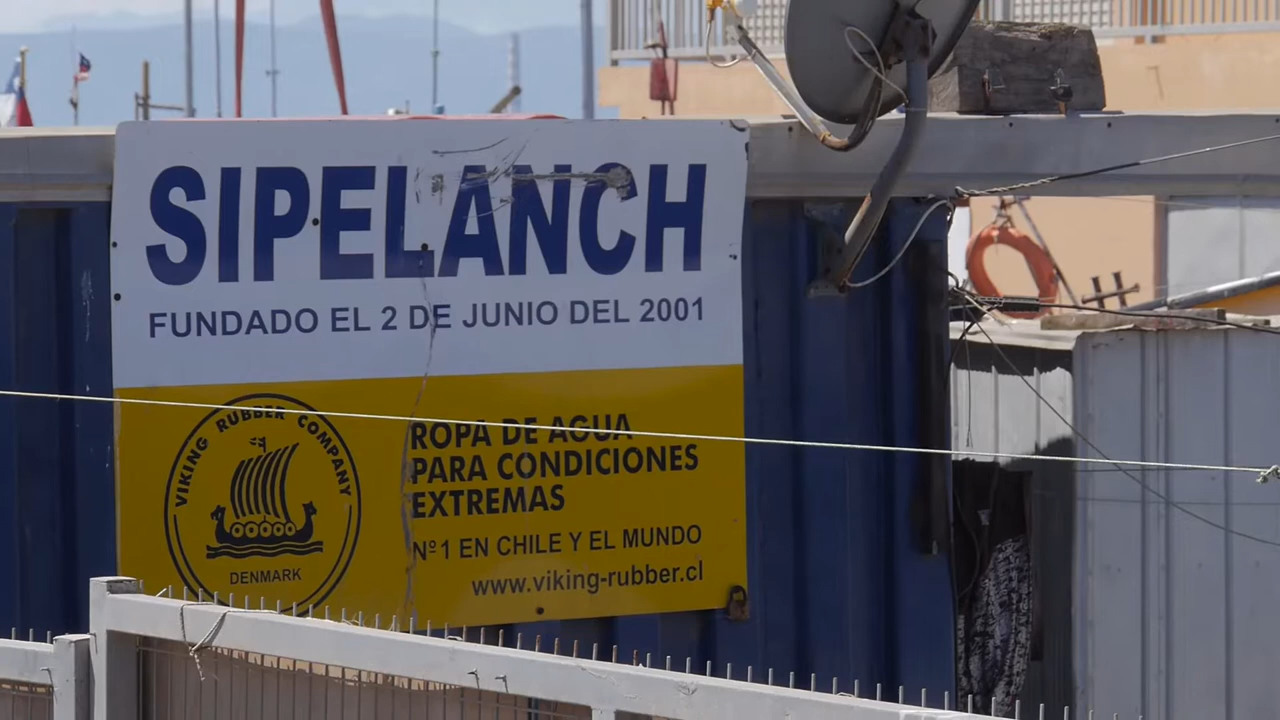 SIPELANCH
FUNDADO EL 2 DE JUNIO DEL 2001
VIKING RUBBER COMPANY
DENMARK
ROPA DE AGUA
PARA CONDICIONES
EXTREMAS
Nº1 EN CHILE Y EL MUNDO
www.viking-rubber.cl